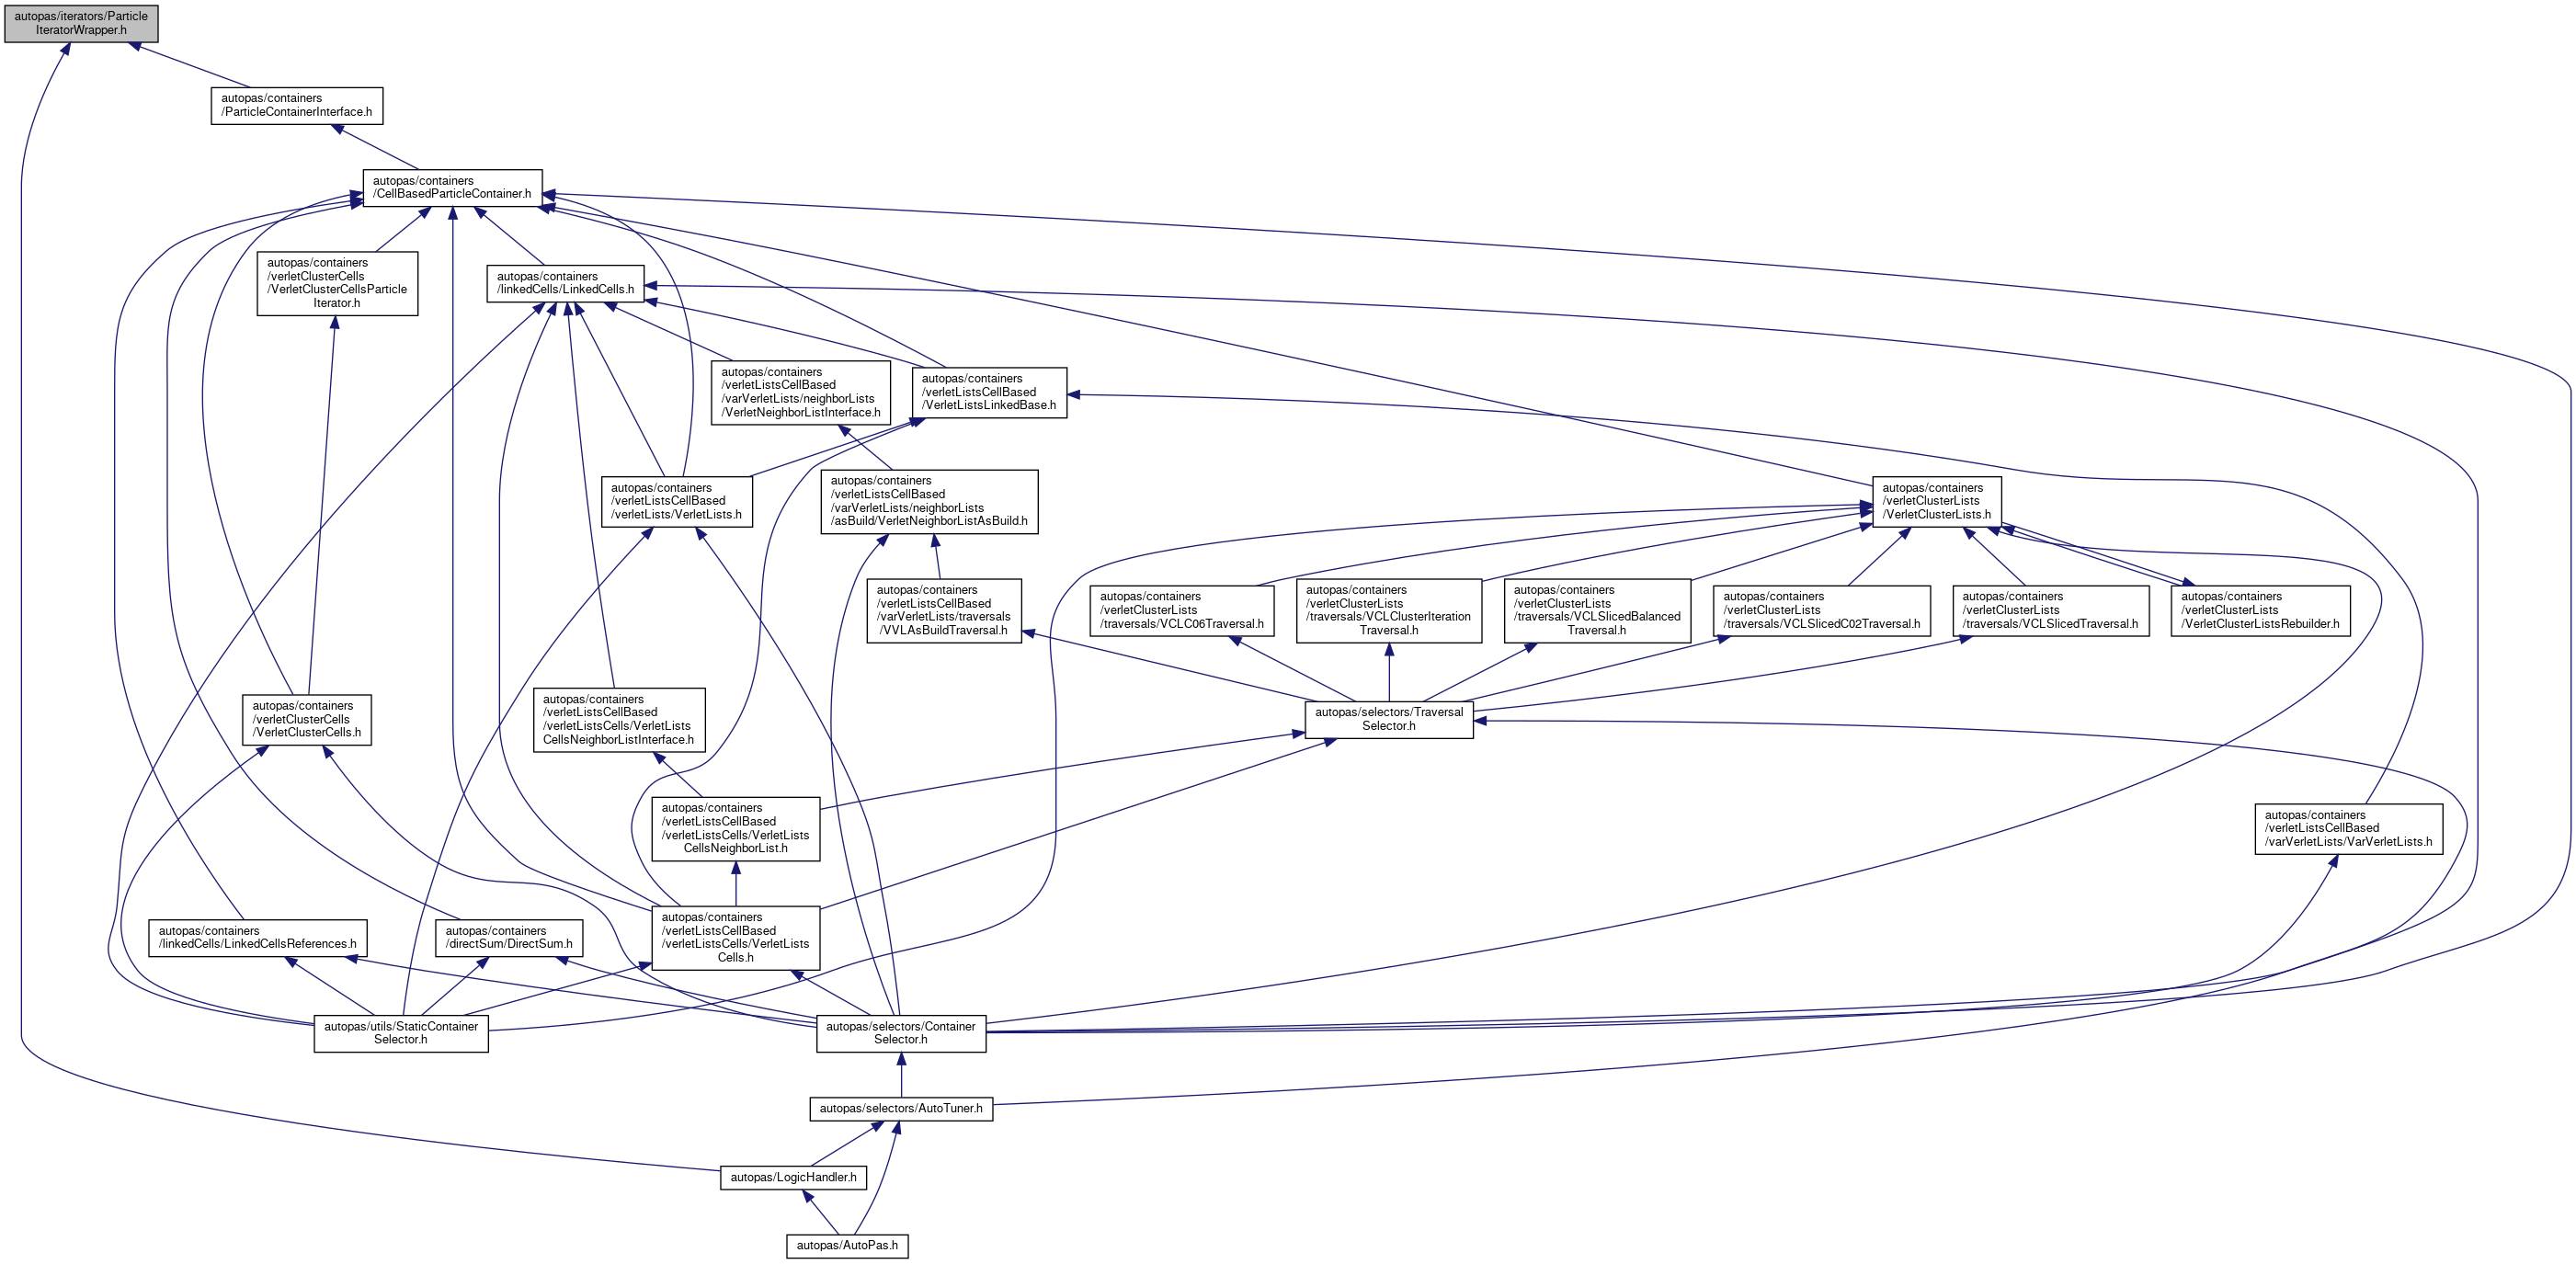 autopas/iterators/Particle
IteratorWrapper.h
autopas/containers
/ParticleContainerInterface.h
autopas/containers
/CellBasedParticleContainer.h
autopas/containers
/verletClusterCells
/VerletClusterCellsParticle
Iterator.h
autopas/containers
/linkedCells/LinkedCells.h
autopas/containers
/verletListsCellBased
/varVerletLists/neighborLists
/VerletNeighborListInterface.h
autopas/containers
/verletListsCellBased
/VerletListsLinkedBase.h
autopas/containers
/verletListsCellBased
/verletLists/VerletLists.h
autopas/containers
/verletListsCellBased
/varVerletLists/neighborLists
/asBuild/VerletNeighborListAsBuild.h
autopas/containers
/verletClusterLists
/VerletClusterLists.h
autopas/containers
/verletListsCellBased
/varVerletLists/traversals
/VVLAsBuildTraversal.h
autopas/containers
/verletClusterLists
/traversals/VCLC06Traversal.h
autopas/containers
/verletClusterLists
/traversals/VCLClusterIteration
Traversal.h
autopas/containers
/verletClusterLists
/traversals/VCLSlicedBalanced
Traversal.h
autopas/containers
/verletClusterLists
/traversals/VCLSlicedC02Traversal.h
autopas/containers
/verletClusterLists
/traversals/VCLSlicedTraversal.h
autopas/containers
/verletClusterLists
/VerletClusterListsRebuilder.h
autopas/containers
/verletClusterCells
/VerletClusterCells.h
autopas/containers
/verletListsCellBased
/verletListsCells/VerletLists
CellsNeighborListInterface.h
autopas/selectors/Traversal
Selector.h
autopas/containers
/verletListsCellBased
/verletListsCells/VerletLists
CellsNeighborList.h
autopas/containers
/verletListsCellBased
/varVerletLists/VarVerletLists.h
autopas/containers
/linkedCells/LinkedCellsReferences.h
autopas/containers
/directSum/DirectSum.h
autopas/containers
/verletListsCellBased
/verletListsCells/VerletLists
Cells.h
autopas/utils/StaticContainer
Selector.h
autopas/selectors/Container
Selector.h
autopas/selectors/AutoTuner.h
autopas/LogicHandler.h
autopas/AutoPas.h